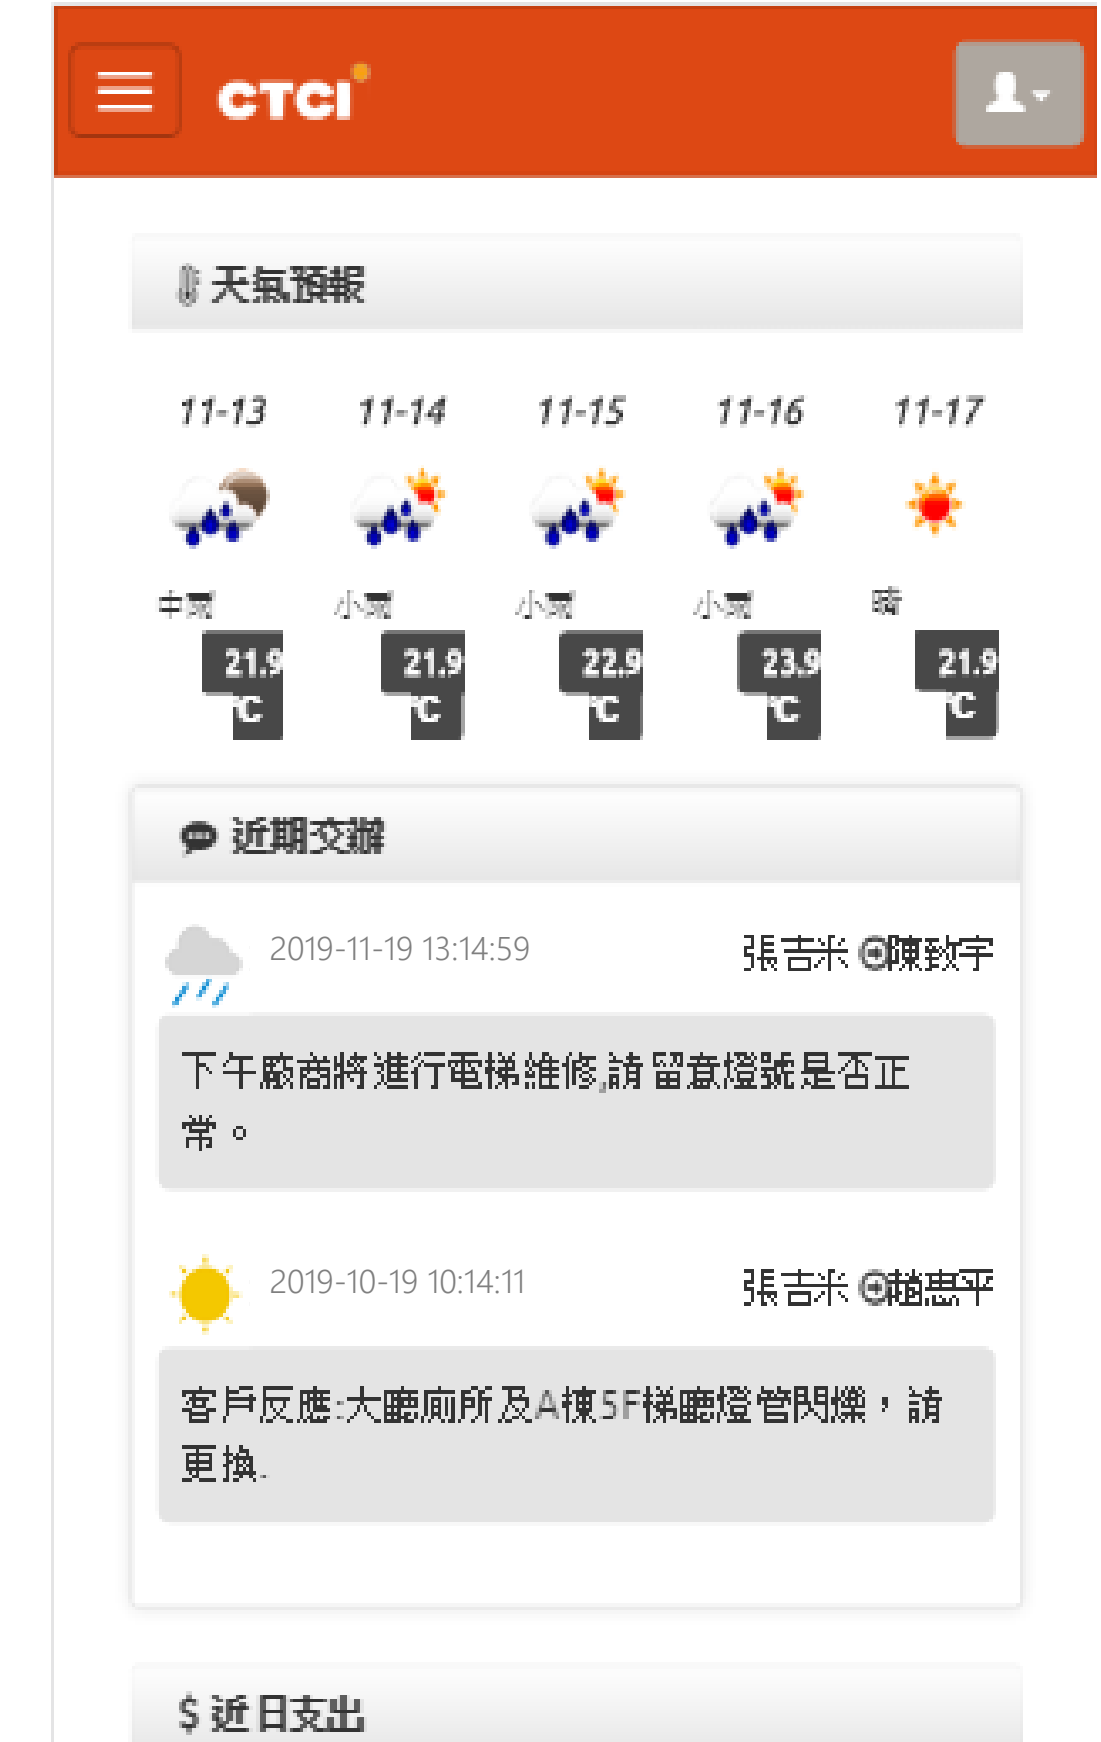 CTCI
天氣預報
11-13 11-14 11-15 11-16 11-17
中雨 小雨 小雨 小雨 晴
21.9 21.9 22.9 23.9 21.9
°C °C °C °C °C
近期交辦
2019-11-19 13:14:59 張吉米 陳致宇
下午廠商將進行電梯維修,請留意燈號是否正
常。
2019-10-19 10:14:11 張吉米 趙惠平
客戶反應:大廳廁所及A棟5F梯廳燈管閃爍，請
更換.
$ 近日支出